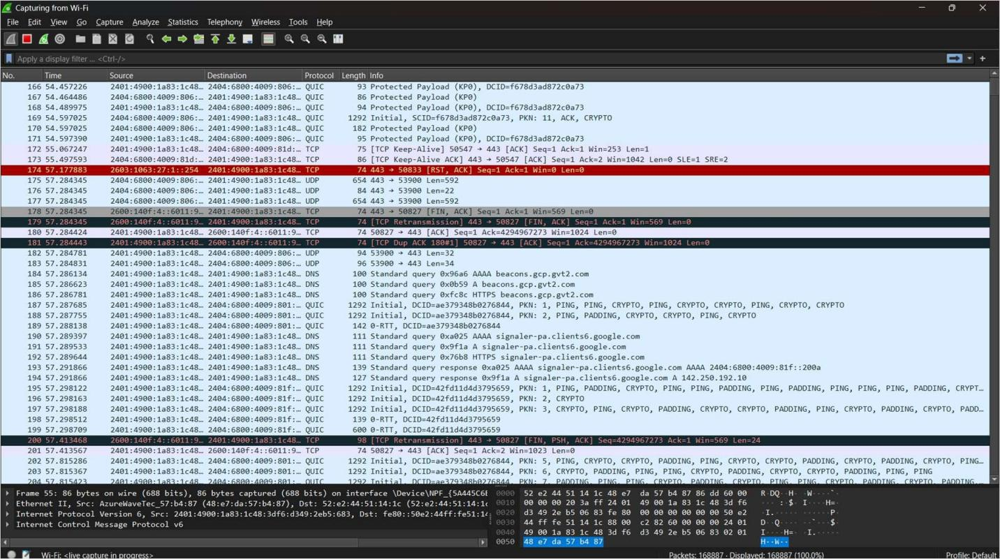 Capturing from Wi-Fi
File Edit View Go Capture Analyze Statistics Telephony Wireless Tools Help
Apply a display filter ... <Ctrl-/>
No. Time Source Destination Protocol Length Info
166 54.457226 2401:4900:1a83:1c48… 2404:6800:4009:806:… QUIC 93 Protected Payload (KP0), DCID=f678d3ad872c0a73
167 54.464486 2404:6800:4009:806:… 2401:4900:1a83:1c48… QUIC 86 Protected Payload (KP0)
168 54.489975 2401:4900:1a83:1c48… 2404:6800:4009:806:… QUIC 94 Protected Payload (KP0), DCID=f678d3ad872c0a73
169 54.597025 2404:6800:4009:806:… 2401:4900:1a83:1c48… QUIC 1292 Initial, SCID=f678d3ad872c0a73, PKN: 11, ACK, CRYPTO
170 54.597025 2404:6800:4009:806:… 2401:4900:1a83:1c48… QUIC 182 Protected Payload (KP0)
171 54.597390 2401:4900:1a83:1c48… 2404:6800:4009:806:… QUIC 95 Protected Payload (KP0), DCID=f678d3ad872c0a73
172 55.067247 2401:4900:1a83:1c48… 2404:6800:4009:81d:… TCP 75 [TCP Keep-Alive] 50547 → 443 [ACK] Seq=1 Ack=1 Win=253 Len=1
173 55.497593 2404:6800:4009:81d:… 2401:4900:1a83:1c48… TCP 86 [TCP Keep-Alive ACK] 443 → 50547 [ACK] Seq=1 Ack=2 Win=1042 Len=0 SLE=1 SRE=2
174 57.177883 2603:1063:27:1::254 2401:4900:1a83:1c48… TCP 74 443 → 50833 [RST, ACK] Seq=1 Ack=1 Win=0 Len=0
175 57.284345 2404:6800:4009:806:… 2401:4900:1a83:1c48… UDP 654 443 → 53900 Len=592
176 57.284345 2404:6800:4009:806:… 2401:4900:1a83:1c48… UDP 84 443 → 53900 Len=22
177 57.284345 2404:6800:4009:806:… 2401:4900:1a83:1c48… UDP 654 443 → 53900 Len=592
178 57.284345 2600:140f:4::6011:9… 2401:4900:1a83:1c48… TCP 74 443 → 50827 [FIN, ACK] Seq=1 Ack=1 Win=569 Len=0
179 57.284345 2600:140f:4::6011:9… 2401:4900:1a83:1c48… TCP 74 [TCP Retransmission] 443 → 50827 [FIN, ACK] Seq=1 Ack=1 Win=569 Len=0
180 57.284424 2401:4900:1a83:1c48… 2600:140f:4::6011:9… TCP 74 50827 → 443 [ACK] Seq=1 Ack=4294967273 Win=1024 Len=0
181 57.284443 2401:4900:1a83:1c48… 2600:140f:4::6011:9… TCP 74 [TCP Dup ACK 180#1] 50827 → 443 [ACK] Seq=1 Ack=4294967273 Win=1024 Len=0
182 57.284781 2401:4900:1a83:1c48… 2404:6800:4009:806:… UDP 94 53900 → 443 Len=32
183 57.284831 2401:4900:1a83:1c48… 2404:6800:4009:806:… UDP 96 53900 → 443 Len=34
184 57.286134 2401:4900:1a83:1c48… 2401:4900:1a83:1c48… DNS 100 Standard query 0x96a6 AAAA beacons.gcp.gvt2.com
185 57.286623 2401:4900:1a83:1c48… 2401:4900:1a83:1c48… DNS 100 Standard query 0x0b59 A beacons.gcp.gvt2.com
186 57.286781 2401:4900:1a83:1c48… 2401:4900:1a83:1c48… DNS 100 Standard query 0xfc8c HTTPS beacons.gcp.gvt2.com
187 57.287685 2401:4900:1a83:1c48… 2404:6800:4009:801:… QUIC 1292 Initial, DCID=ae379348b0276844, PKN: 1, PING, PING, CRYPTO, PING, CRYPTO, CRYPTO, PING, CRYPTO, CRYPTO
188 57.287755 2401:4900:1a83:1c48… 2404:6800:4009:801:… QUIC 1292 Initial, DCID=ae379348b0276844, PKN: 2, PING, PADDING, CRYPTO, CRYPTO, PING, CRYPTO
189 57.288138 2401:4900:1a83:1c48… 2404:6800:4009:801:… QUIC 142 0-RTT, DCID=ae379348b0276844
190 57.289397 2401:4900:1a83:1c48… 2401:4900:1a83:1c48… DNS 111 Standard query 0xa025 AAAA signaler-pa.clients6.google.com
191 57.289533 2401:4900:1a83:1c48… 2401:4900:1a83:1c48… DNS 111 Standard query 0x9f1a A signaler-pa.clients6.google.com
192 57.289644 2401:4900:1a83:1c48… 2401:4900:1a83:1c48… DNS 111 Standard query 0x76b8 HTTPS signaler-pa.clients6.google.com
193 57.291866 2401:4900:1a83:1c48… 2401:4900:1a83:1c48… DNS 139 Standard query response 0xa025 AAAA signaler-pa.clients6.google.com AAAA 2404:6800:4009:81f::200a
194 57.291866 2401:4900:1a83:1c48… 2401:4900:1a83:1c48… DNS 127 Standard query response 0x9f1a A signaler-pa.clients6.google.com A 142.250.192.10
195 57.298122 2401:4900:1a83:1c48… 2404:6800:4009:81f:… QUIC 1292 Initial, DCID=42fd11d4d3795659, PKN: 1, PING, PADDING, CRYPTO, PING, PING, PADDING, PING, PADDING, PING, PING, PING, PADDING, CRYPT…
196 57.298163 2401:4900:1a83:1c48… 2404:6800:4009:81f:… QUIC 1292 Initial, DCID=42fd11d4d3795659, PKN: 2, CRYPTO
197 57.298188 2401:4900:1a83:1c48… 2404:6800:4009:81f:… QUIC 1292 Initial, DCID=42fd11d4d3795659, PKN: 3, CRYPTO, PING, CRYPTO, PADDING, CRYPTO, CRYPTO, PADDING, PING, CRYPTO, PADDING, CRYPTO, PADD…
198 57.298512 2401:4900:1a83:1c48… 2404:6800:4009:81f:… QUIC 139 0-RTT, DCID=42fd11d4d3795659
199 57.298709 2401:4900:1a83:1c48… 2404:6800:4009:81f:… QUIC 600 0-RTT, DCID=42fd11d4d3795659
200 57.413468 2600:140f:4::6011:9… 2401:4900:1a83:1c48… TCP 98 [TCP Retransmission] 443 → 50827 [FIN, PSH, ACK] Seq=4294967273 Ack=1 Win=569 Len=24
201 57.413567 2401:4900:1a83:1c48… 2600:140f:4::6011:9… TCP 74 50827 → 443 [ACK] Seq=1 Ack=2 Win=1023 Len=0
202 57.815286 2401:4900:1a83:1c48… 2404:6800:4009:801:… QUIC 1292 Initial, DCID=ae379348b0276844, PKN: 5, PING, CRYPTO, CRYPTO, PADDING, PING, CRYPTO, CRYPTO, PADDING, CRYPTO, PADDING, CRYPTO, PING…
203 57.815367 2401:4900:1a83:1c48… 2404:6800:4009:801:… QUIC 1292 Initial, DCID=ae379348b0276844, PKN: 6, CRYPTO, PADDING, CRYPTO, PADDING, PING, PING
204 57.815423 2401:4900:1a83:1c48… 2404:6800:4009:801:… QUIC 1292 Initial, DCID=ae379348b0276844, PKN: 7, PADDING, PING, PING, CRYPTO, PADDING, PING, CRYPTO, PADDING, CRYPTO, PADDING, CRYPTO, PADDING…
Frame 55: 86 bytes on wire (688 bits), 86 bytes captured (688 bits) on interface \Device\NPF_{5A445C6E
Ethernet II, Src: AzureWaveTec_57:b4:87 (48:e7:da:57:b4:87), Dst: 52:e2:44:51:14:1c (52:e2:44:51:14:1c
Internet Protocol Version 6, Src: 2401:4900:1a83:1c48:3df6:d349:2eb5:683, Dst: fe80::50e2:44ff:fe51:14
Internet Control Message Protocol v6
0000 52 e2 44 51 14 1c 48 e7 da 57 b4 87 86 dd 60 00 R·DQ··H· ·W····`·
0010 00 00 00 20 3a ff 24 01 49 00 1a 83 1c 48 3d f6 ··· :·$· I····H=·
0020 d3 49 2e b5 06 83 fe 80 00 00 00 00 00 00 50 e2 ·I.····· ······P·
0030 44 ff fe 51 14 1c 88 00 c2 82 60 00 00 00 24 01 D··Q···· ··`···$·
0040 49 00 1a 83 1c 48 3d f6 d3 49 2e b5 06 83 02 01 I····H=· ·I.·····
0050 48 e7 da 57 b4 87 H··W··
Wi-Fi: <live capture in progress> Packets: 168887 · Displayed: 168887 (100.0%) Profile: Default